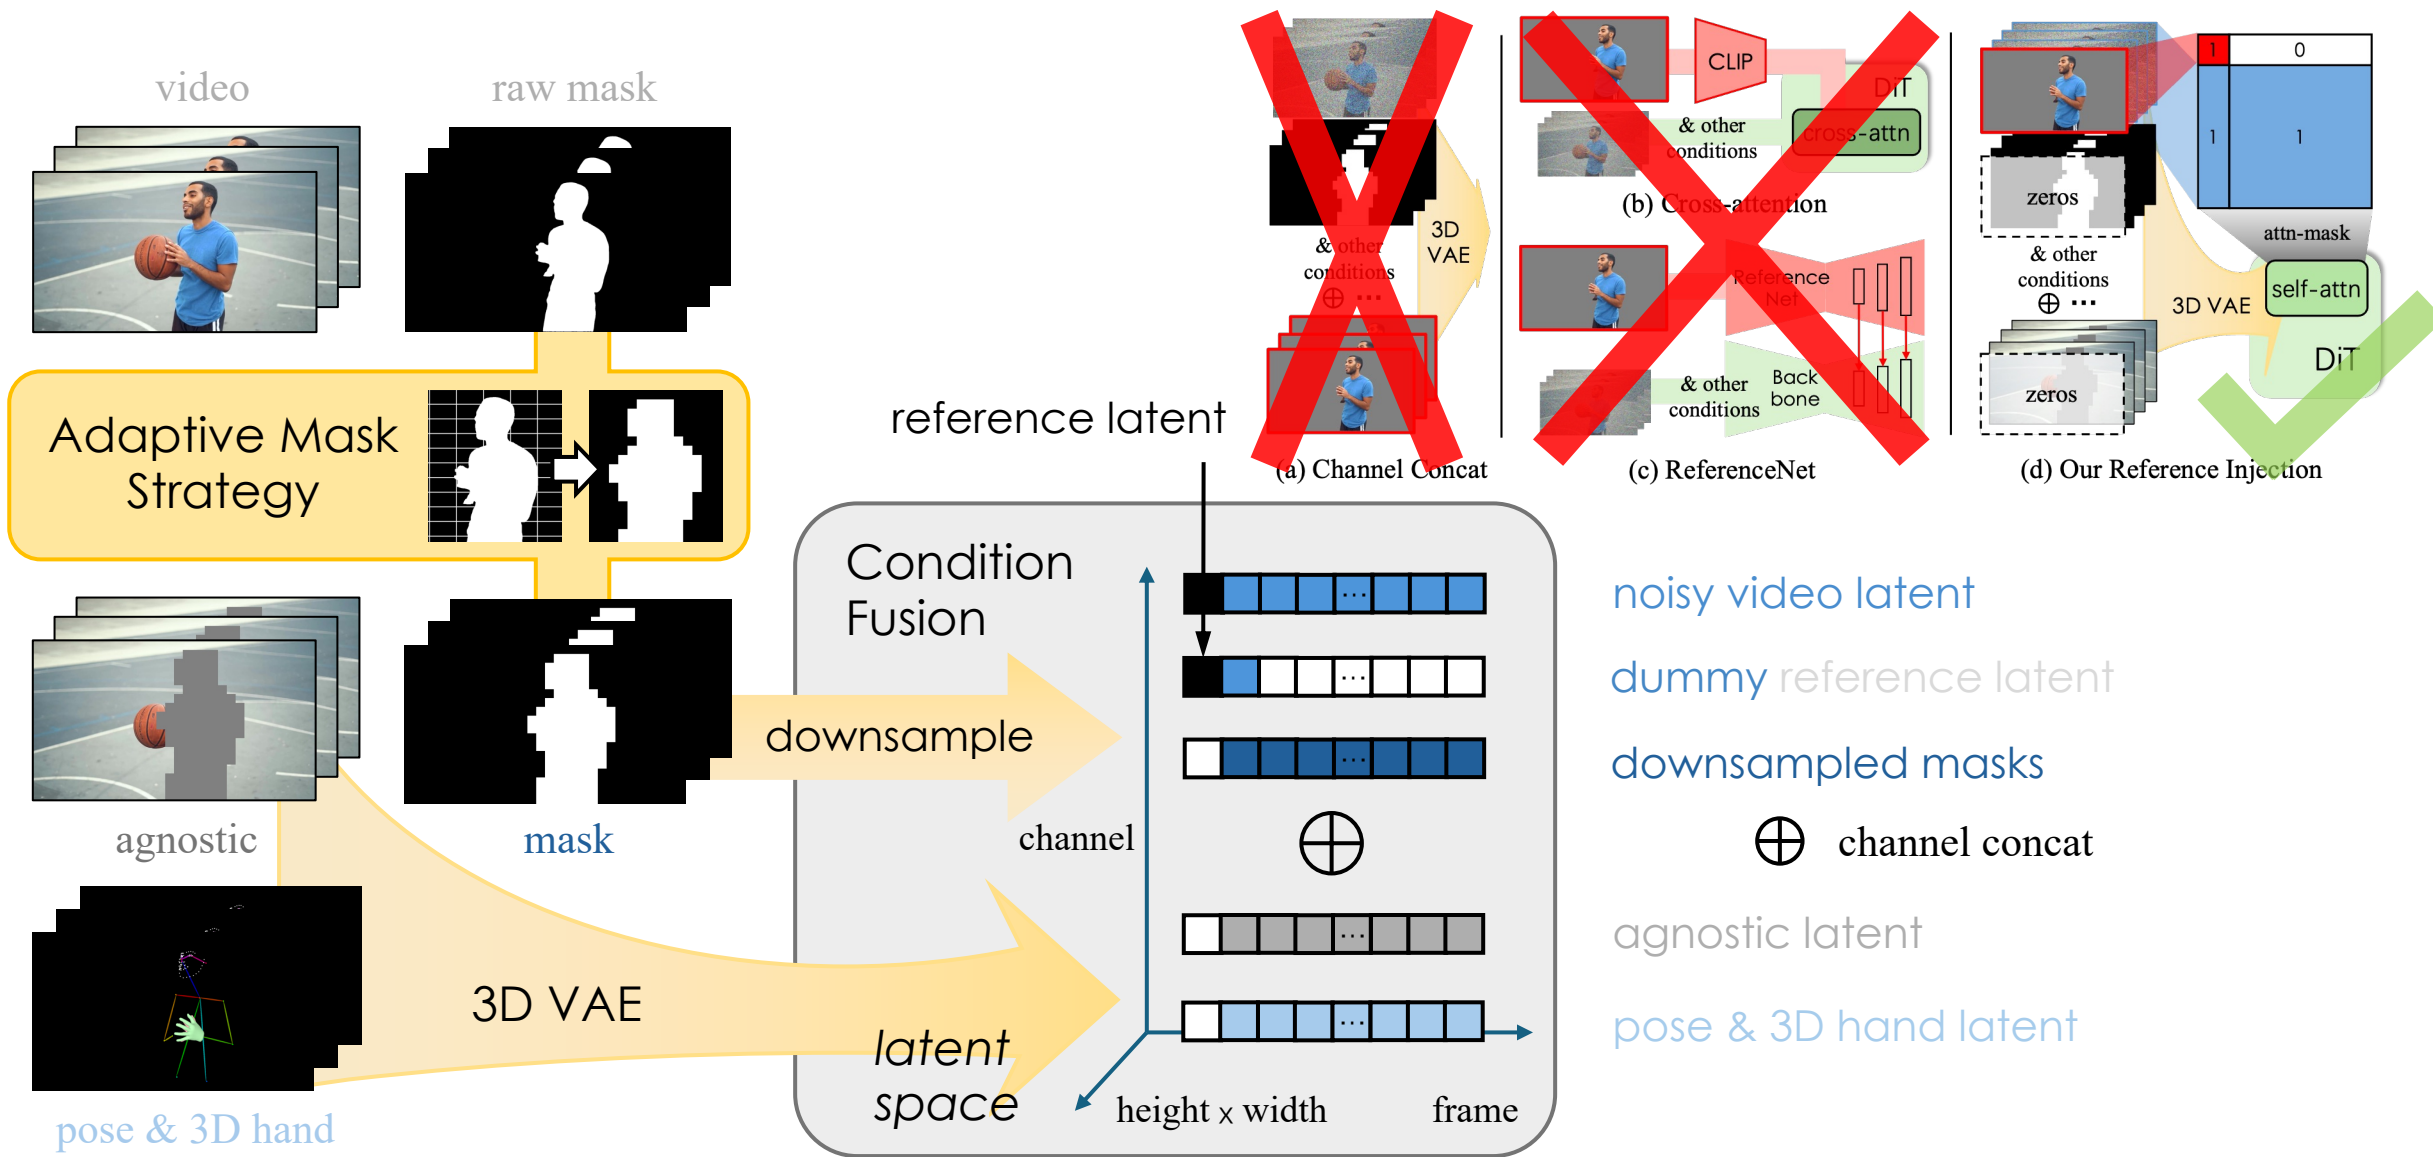 video
raw mask
Adaptive Mask
Strategy
agnostic
mask
pose & 3D hand
downsample
3D VAE
latent
space
Condition
Fusion
reference latent
channel
height x width
frame
...
...
...
...
...
& other
conditions
...
3D
VAE
(a) Channel Concat
CLIP
DiT
cross-attn
& other
conditions
(b) Cross-attention
Reference
Net
& other
conditions
Back
bone
(c) ReferenceNet
1
0
1
1
zeros
attn-mask
& other
conditions
...
3D VAE
self-attn
DiT
zeros
(d) Our Reference Injection
noisy video latent
dummy reference latent
downsampled masks
channel concat
agnostic latent
pose & 3D hand latent